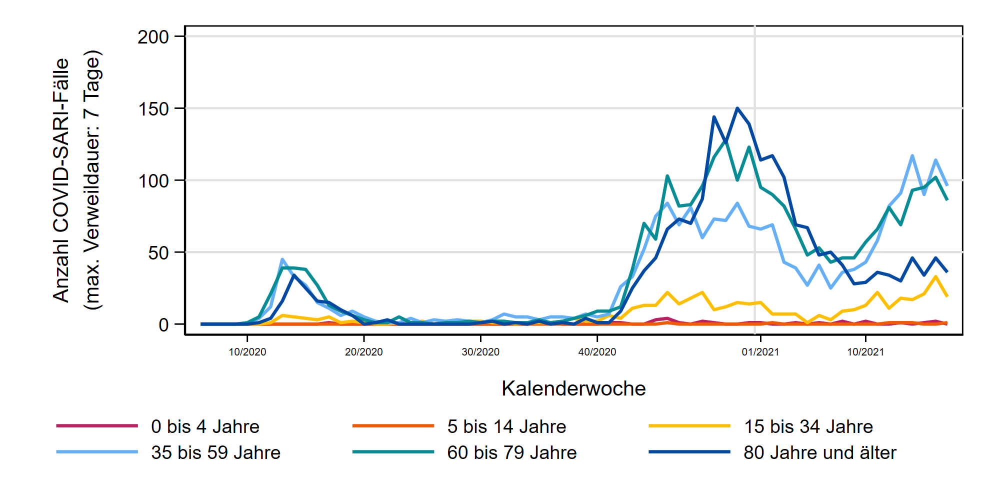 Anzahl COVID-SARI-Fälle
(max. Verweildauer: 7 Tage)
200
150
100
50
0
10/2020 20/2020 30/2020 40/2020 01/2021 10/2021
Kalenderwoche
0 bis 4 Jahre 5 bis 14 Jahre 15 bis 34 Jahre
35 bis 59 Jahre 60 bis 79 Jahre 80 Jahre und älter